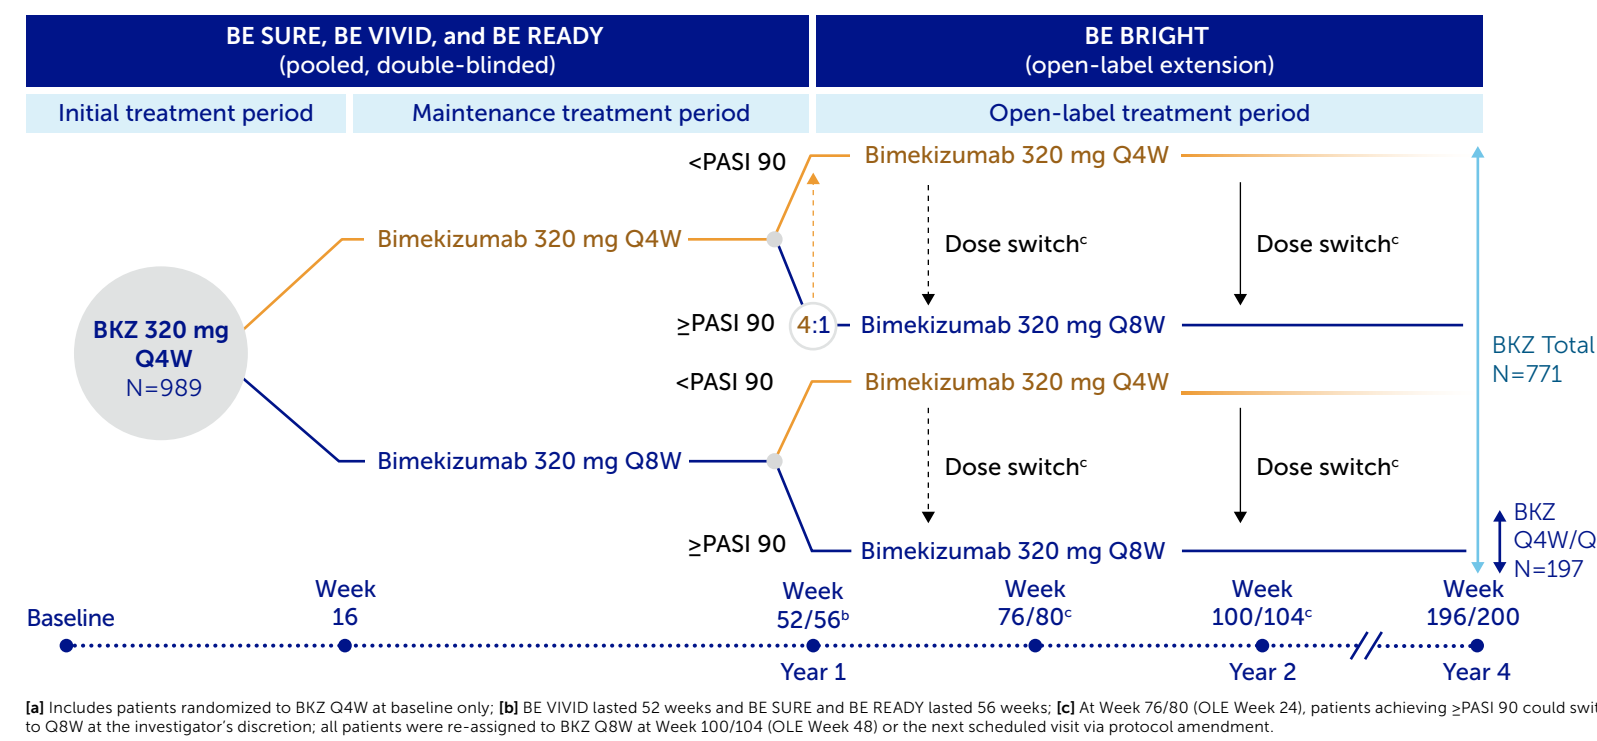 BE SURE, BE VIVID, and BE READY
(pooled, double-blinded)
BE BRIGHT
(open-label extension)
Initial treatment period
Maintenance treatment period
Open-label treatment period
<PASI 90
Bimekizumab 320 mg Q4W
Bimekizumab 320 mg Q4W
Dose switchᶜ
Dose switchᶜ
≥PASI 90
4:1
Bimekizumab 320 mg Q8W
BKZ 320 mg
Q4W
N=989
BKZ Total
N=771
<PASI 90
Bimekizumab 320 mg Q4W
Bimekizumab 320 mg Q8W
Dose switchᶜ
Dose switchᶜ
≥PASI 90
Bimekizumab 320 mg Q8W
BKZ
Q4W/Q
N=197
Baseline
Week
16
Week
52/56ᵇ
Week
76/80ᶜ
Week
100/104ᶜ
Week
196/200
Year 1
Year 2
Year 4
[a] Includes patients randomized to BKZ Q4W at baseline only; [b] BE VIVID lasted 52 weeks and BE SURE and BE READY lasted 56 weeks; [c] At Week 76/80 (OLE Week 24), patients achieving ≥PASI 90 could swit
to Q8W at the investigator's discretion; all patients were re-assigned to BKZ Q8W at Week 100/104 (OLE Week 48) or the next scheduled visit via protocol amendment.